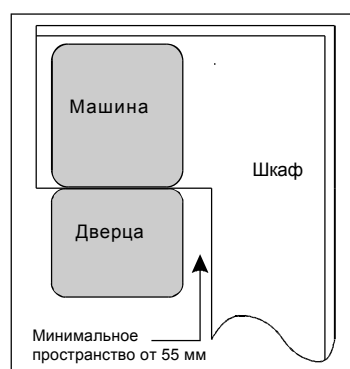 Машина
Шкаф
Дверца
Минимальное
пространство от 55 мм